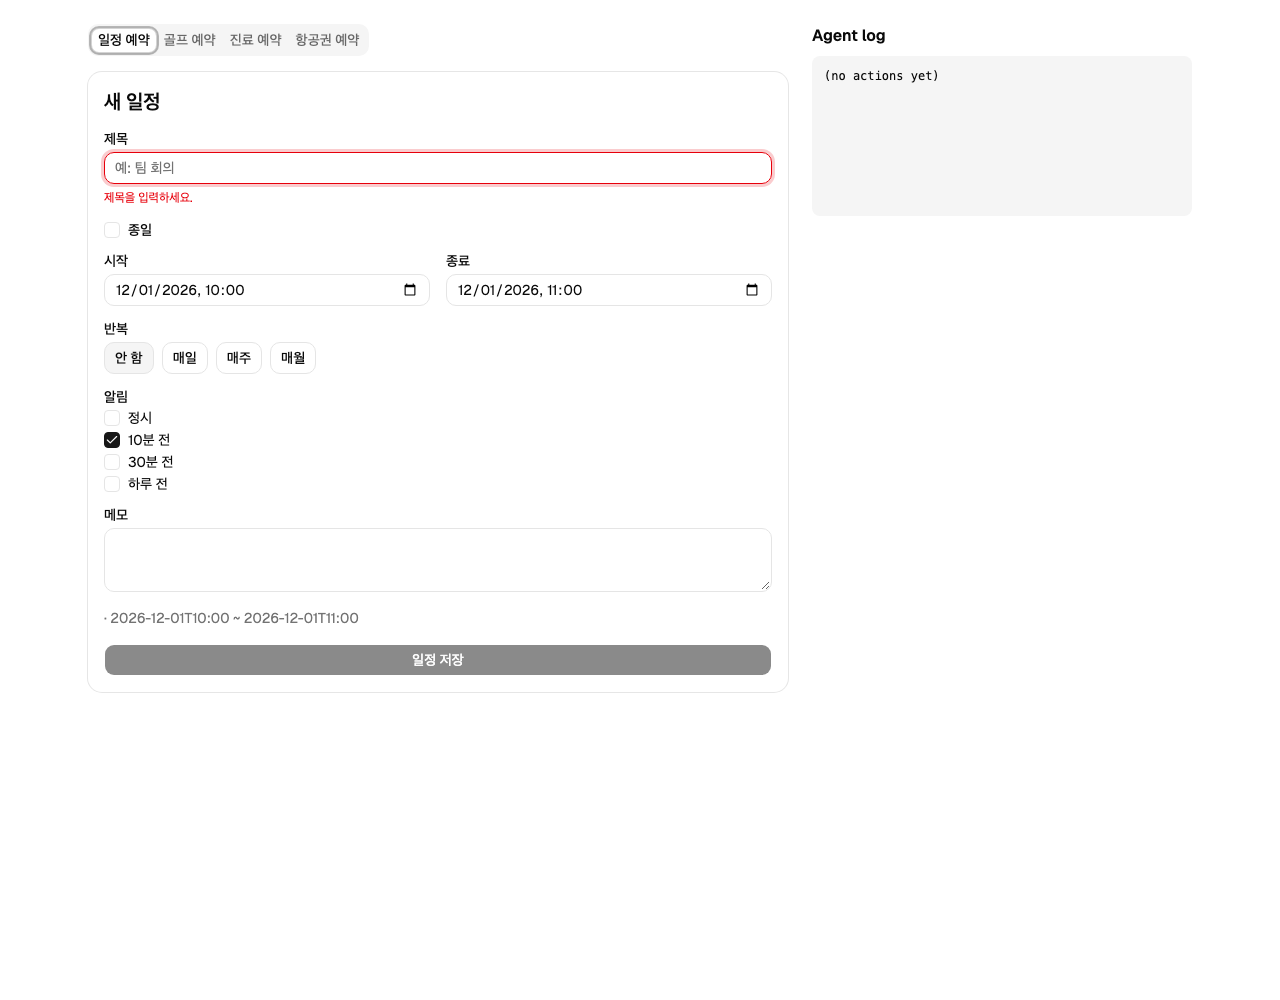 일정 예약 골프 예약 진료 예약 항공권 예약
새 일정
제목
예: 팀 회의
제목을 입력하세요.
종일
시작 종료
12/01/2026, 10:00 12/01/2026, 11:00
반복
안 함 매일 매주 매월
알림
정시
10분 전
30분 전
하루 전
메모
· 2026-12-01T10:00 ~ 2026-12-01T11:00
일정 저장
Agent log
(no actions yet)